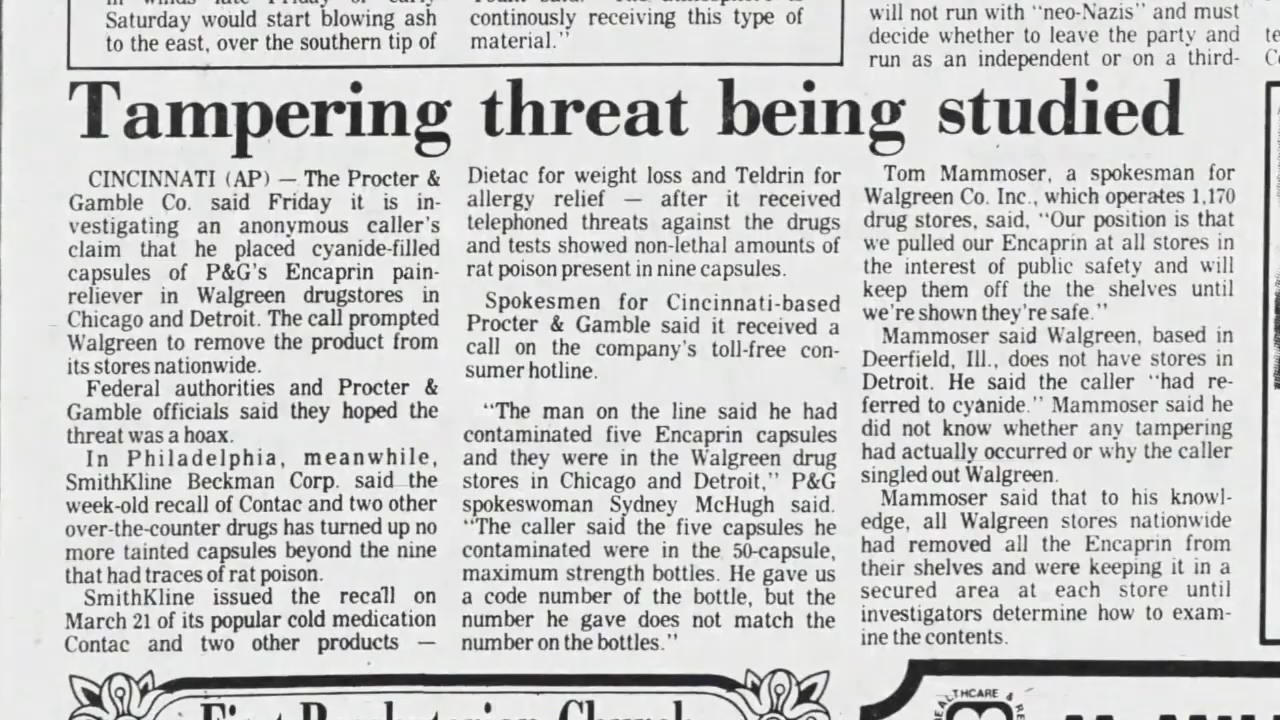 Saturday would start blowing ash
to the east, over the southern tip of
continously receiving this type of
material."
will not run with "neo-Nazis" and must
decide whether to leave the party and
run as an independent or on a third-
Tampering threat being studied
CINCINNATI (AP) — The Procter &
Gamble Co. said Friday it is in-
vestigating an anonymous caller's
claim that he placed cyanide-filled
capsules of P&G's Encaprin pain-
reliever in Walgreen drugstores in
Chicago and Detroit. The call prompted
Walgreen to remove the product from
its stores nationwide.
Federal authorities and Procter &
Gamble officials said they hoped the
threat was a hoax.
In Philadelphia, meanwhile,
SmithKline Beckman Corp. said the
week-old recall of Contac and two other
over-the-counter drugs has turned up no
more tainted capsules beyond the nine
that had traces of rat poison.
SmithKline issued the recall on
March 21 of its popular cold medication
Contac and two other products —
Dietac for weight loss and Teldrin for
allergy relief — after it received
telephoned threats against the drugs
and tests showed non-lethal amounts of
rat poison present in nine capsules.
Spokesmen for Cincinnati-based
Procter & Gamble said it received a
call on the company's toll-free con-
sumer hotline.
"The man on the line said he had
contaminated five Encaprin capsules
and they were in the Walgreen drug
stores in Chicago and Detroit," P&G
spokeswoman Sydney McHugh said.
"The caller said the five capsules he
contaminated were in the 50-capsule,
maximum strength bottles. He gave us
a code number of the bottle, but the
number he gave does not match the
number on the bottles."
Tom Mammoser, a spokesman for
Walgreen Co. Inc., which operates 1,170
drug stores, said, "Our position is that
we pulled our Encaprin at all stores in
the interest of public safety and will
keep them off the the shelves until
we're shown they're safe."
Mammoser said Walgreen, based in
Deerfield, Ill., does not have stores in
Detroit. He said the caller "had re-
ferred to cyanide." Mammoser said he
did not know whether any tampering
had actually occurred or why the caller
singled out Walgreen.
Mammoser said that to his knowl-
edge, all Walgreen stores nationwide
had removed all the Encaprin from
their shelves and were keeping it in a
secured area at each store until
investigators determine how to exam-
ine the contents.
First Presbyterian Church